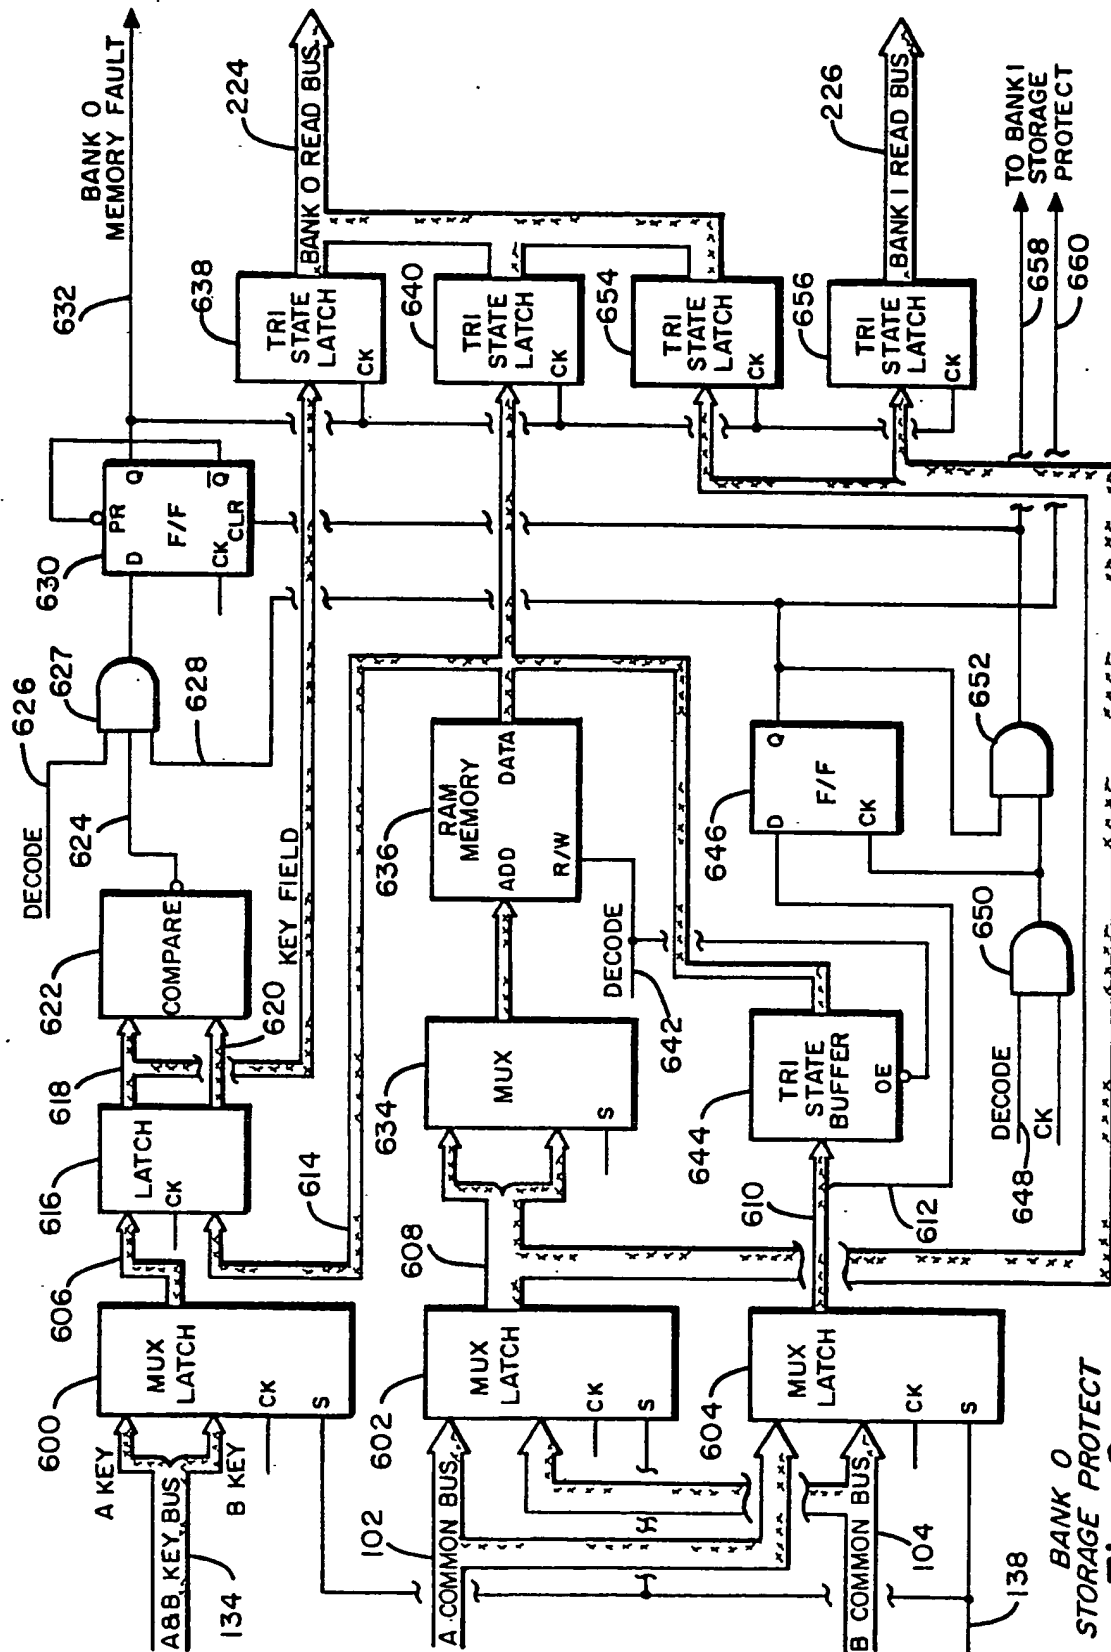 BANK 0
MEMORY FAULT
632
224
BANK 0 READ BUS
226
BANK 1 READ BUS
TO BANK 1
STORAGE
PROTECT
658
660
638
TRI
STATE
LATCH
CK
640
TRI
STATE
LATCH
CK
654
TRI
STATE
LATCH
CK
656
TRI
STATE
LATCH
CK
630
PR
D
Q
F/F
Q
CK
CLR
626
DECODE
627
628
624
622
COMPARE
620
KEY FIELD
618
616
LATCH
CK
614
606
600
MUX
LATCH
CK
S
A KEY
B KEY
A&B KEY BUS
134
636
RAM
MEMORY
ADD
DATA
R/W
DECODE
642
634
MUX
S
608
602
MUX
LATCH
CK
S
102
A COMMON BUS
646
D
Q
F/F
CK
652
650
DECODE
CK
648
644
TRI
STATE
BUFFER
OE
610
612
604
MUX
LATCH
CK
S
B COMMON BUS
104
138
BANK 0
STORAGE PROTECT